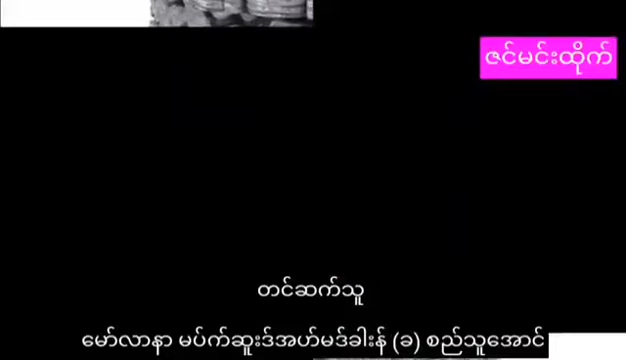 ဇင်မင်းထိုက်
တင်ဆက်သူ
မော်လာနာ မပ်က်ဆူးဒ်အဟ်မဒ်ခါးန် (ခ) စည်သူအောင်